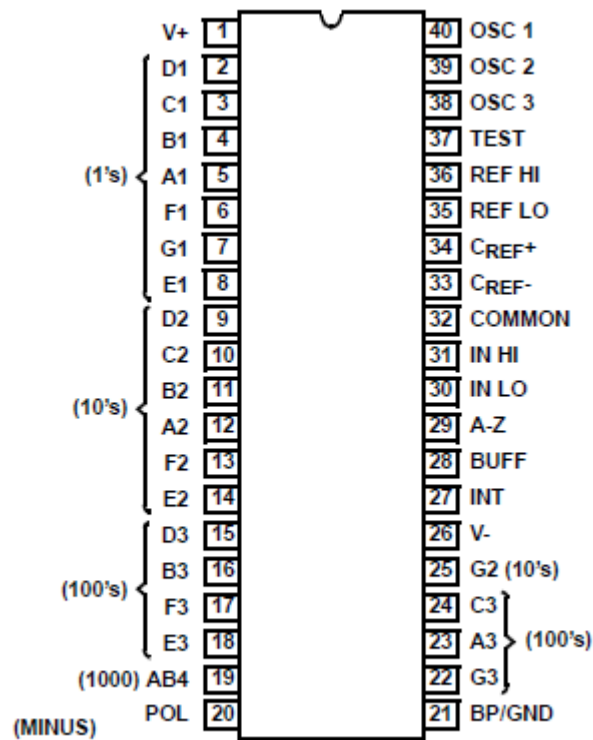 V+ 1 40 OSC 1
D1 2 39 OSC 2
C1 3 38 OSC 3
B1 4 37 TEST
(1's) A1 5 36 REF HI
F1 6 35 REF LO
G1 7 34 CREF+
E1 8 33 CREF-
D2 9 32 COMMON
C2 10 31 IN HI
B2 11 30 IN LO
(10's) A2 12 29 A-Z
F2 13 28 BUFF
E2 14 27 INT
D3 15 26 V-
(100's) B3 16 25 G2 (10's)
F3 17 24 C3
E3 18 23 A3 (100's)
(1000) AB4 19 22 G3
(MINUS) POL 20 21 BP/GND